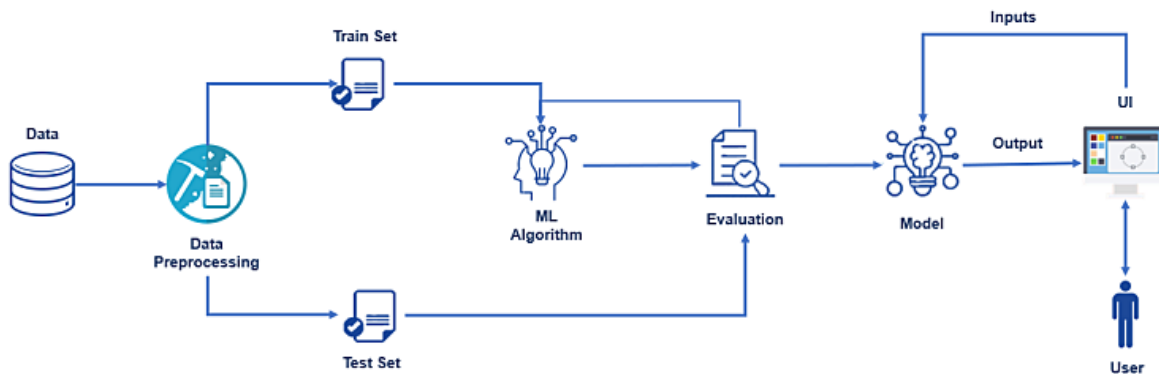 Inputs
Train Set
UI
Data
Output
ML
Algorithm
Evaluation
Model
Data
Preprocessing
Test Set
User